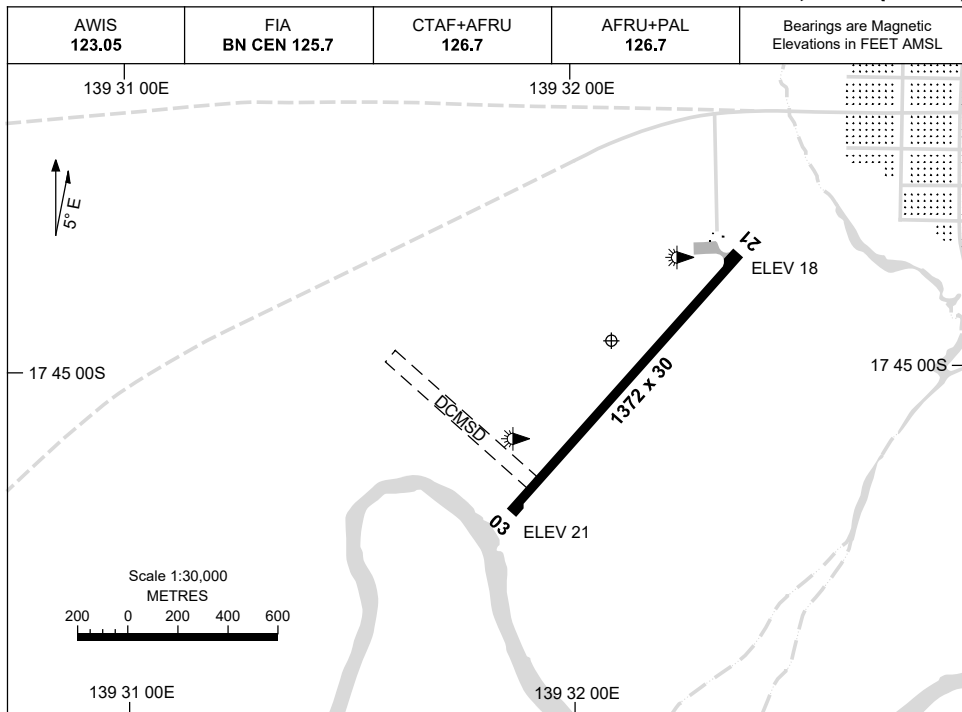 AWIS
123.05
FIA
BN CEN 125.7
CTAF+AFRU
126.7
AFRU+PAL
126.7
Bearings are Magnetic
Elevations in FEET AMSL
139 31 00E
139 32 00E
5° E
21
ELEV 18
17 45 00S
17 45 00S
1372 x 30
DCMSD
03
ELEV 21
Scale 1:30,000
METRES
200 0 200 400 600
139 31 00E
139 32 00E